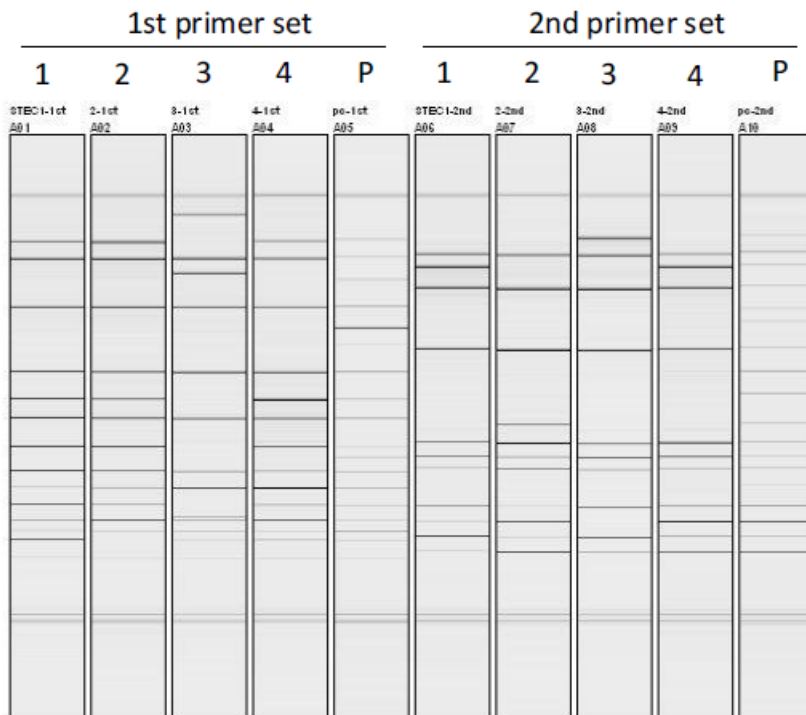 1st primer set 2nd primer set
1 2 3 4 P 1 2 3 4 P
STEC1-1st 2-1st 3-1st 4-1st pc-1st STEC1-2nd 2-2nd 3-2nd 4-2nd pc-2nd
A01 A02 A03 A04 A05 A06 A07 A08 A09 A10